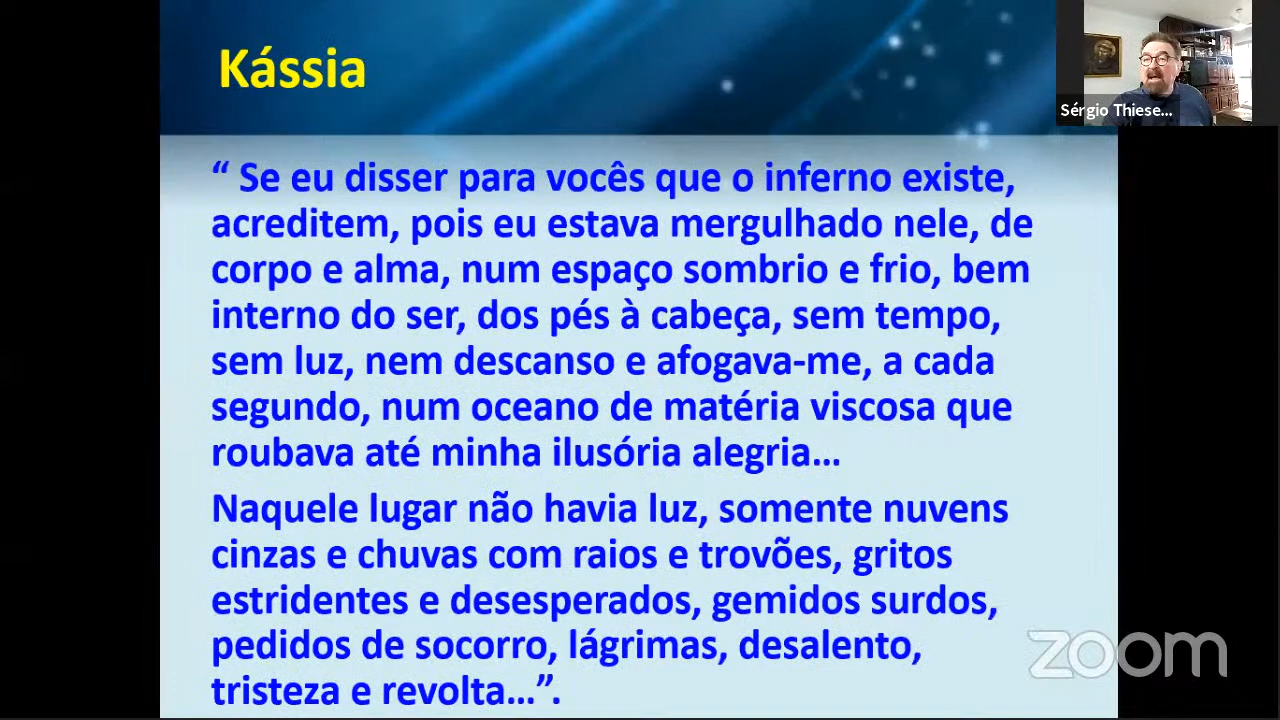 Kássia
Sérgio Thiese...
“ Se eu disser para vocês que o inferno existe,
acreditem, pois eu estava mergulhado nele, de
corpo e alma, num espaço sombrio e frio, bem
interno do ser, dos pés à cabeça, sem tempo,
sem luz, nem descanso e afogava-me, a cada
segundo, num oceano de matéria viscosa que
roubava até minha ilusória alegria...
Naquele lugar não havia luz, somente nuvens
cinzas e chuvas com raios e trovões, gritos
estridentes e desesperados, gemidos surdos,
pedidos de socorro, lágrimas, desalento,
tristeza e revolta...”.
zoom